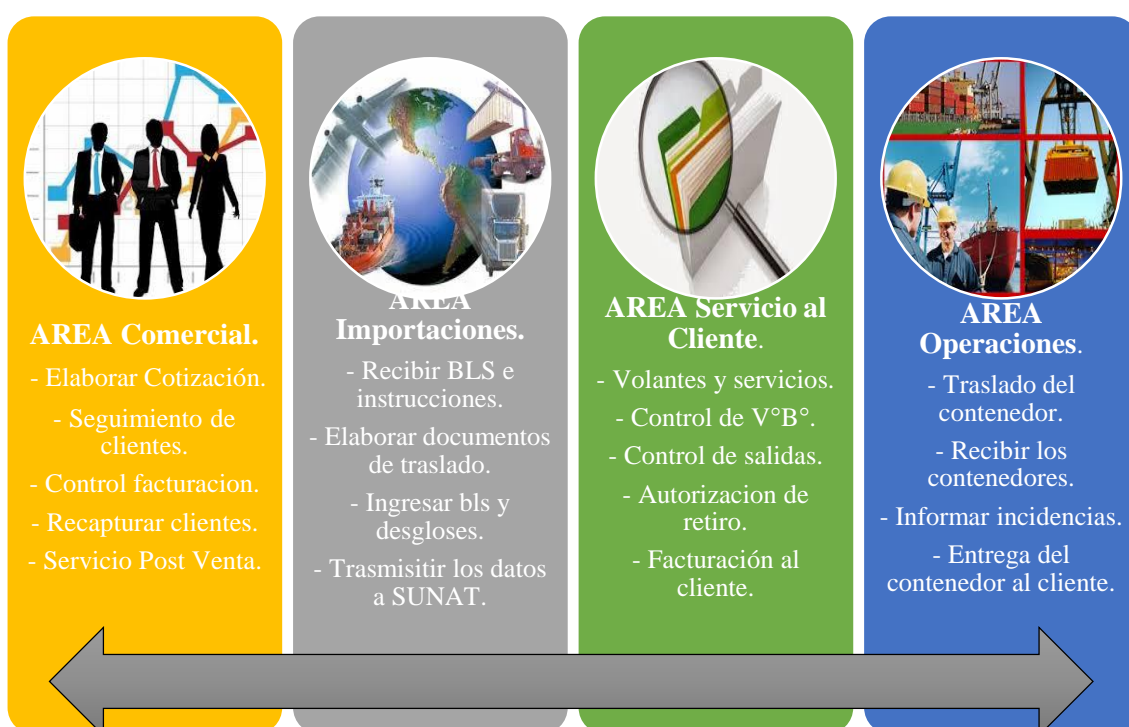 AREA Comercial.
- Elaborar Cotización.
- Seguimiento de
clientes.
- Control facturacion.
- Recapturar clientes.
- Servicio Post Venta.
AREA
Importaciones.
- Recibir BLS e
instrucciones.
- Elaborar documentos
de traslado.
- Ingresar bls y
desgloses.
- Trasmisitir los datos
a SUNAT.
AREA Servicio al
Cliente.
- Volantes y servicios.
- Control de V°B°.
- Control de salidas.
- Autorizacion de
retiro.
- Facturación al
cliente.
AREA
Operaciones.
- Traslado del
contenedor.
- Recibir los
contenedores.
- Informar incidencias.
- Entrega del
contenedor al cliente.